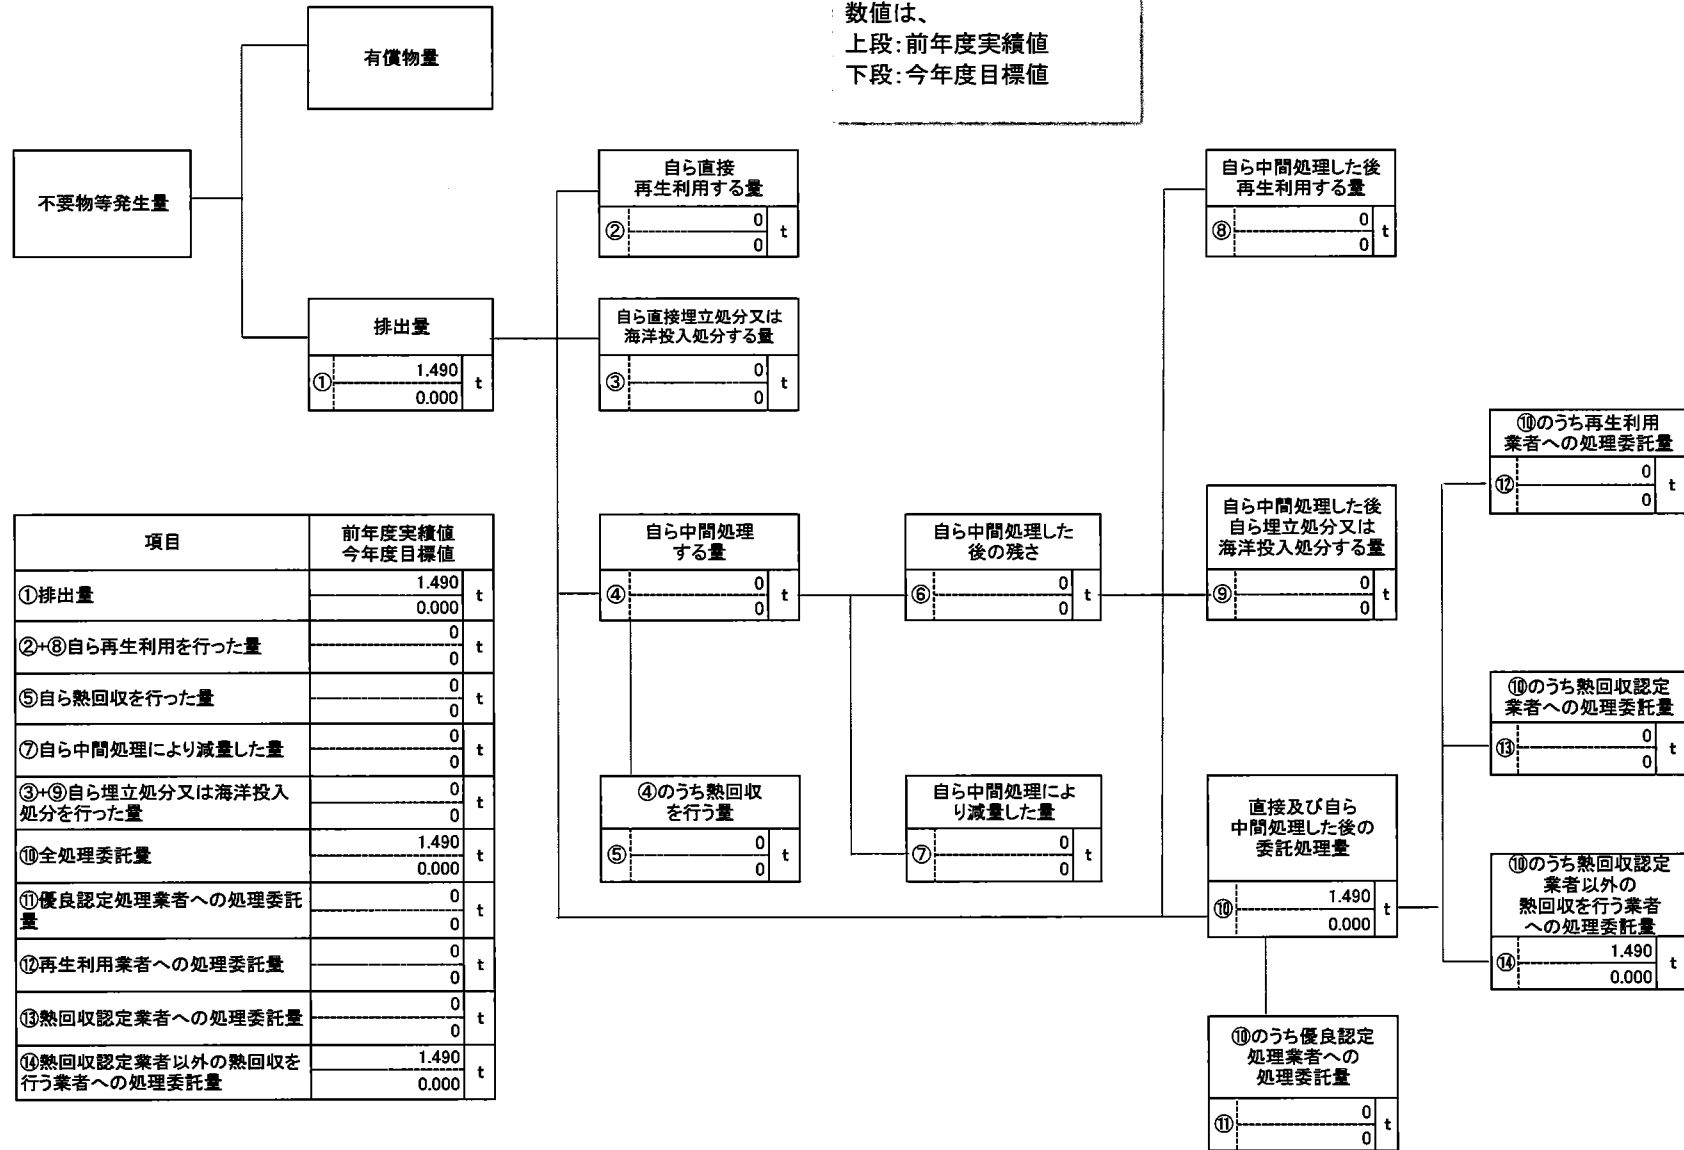 数値は、
上段:前年度実績値
下段:今年度目標値
有償物量
不要物等発生量
排出量
① 1.490 t
0.000
自ら直接
再生利用する量
② 0 t
0
自ら直接埋立処分又は
海洋投入処分する量
③ 0 t
0
自ら中間処理
する量
④ 0 t
0
④のうち熱回収
を行う量
⑤ 0 t
0
自ら中間処理した
後の残さ
⑥ 0 t
0
自ら中間処理によ
り減量した量
⑦ 0 t
0
自ら中間処理した後
再生利用する量
⑧ 0 t
0
自ら中間処理した後
自ら埋立処分又は
海洋投入処分する量
⑨ 0 t
0
直接及び自ら
中間処理した後の
委託処理量
⑩ 1.490 t
0.000
⑩のうち優良認定
処理業者への
処理委託量
⑪ 0 t
0
⑩のうち再生利用
業者への処理委託量
⑫ 0 t
0
⑩のうち熱回収認定
業者への処理委託量
⑬ 0 t
0
⑩のうち熱回収認定
業者以外の
熱回収を行う業者
への処理委託量
⑭ 1.490 t
0.000
項目 前年度実績値
今年度目標値
①排出量 1.490 t
0.000
②+⑧自ら再生利用を行った量 0 t
0
⑤自ら熱回収を行った量 0 t
0
⑦自ら中間処理により減量した量 0 t
0
③+⑨自ら埋立処分又は海洋投入 0 t
処分を行った量 0
⑩全処理委託量 1.490 t
0.000
⑪優良認定処理業者への処理委託 0 t
量 0
⑫再生利用業者への処理委託量 0 t
0
⑬熱回収認定業者への処理委託量 0 t
0
⑭熱回収認定業者以外の熱回収を 1.490 t
行う業者への処理委託量 0.000